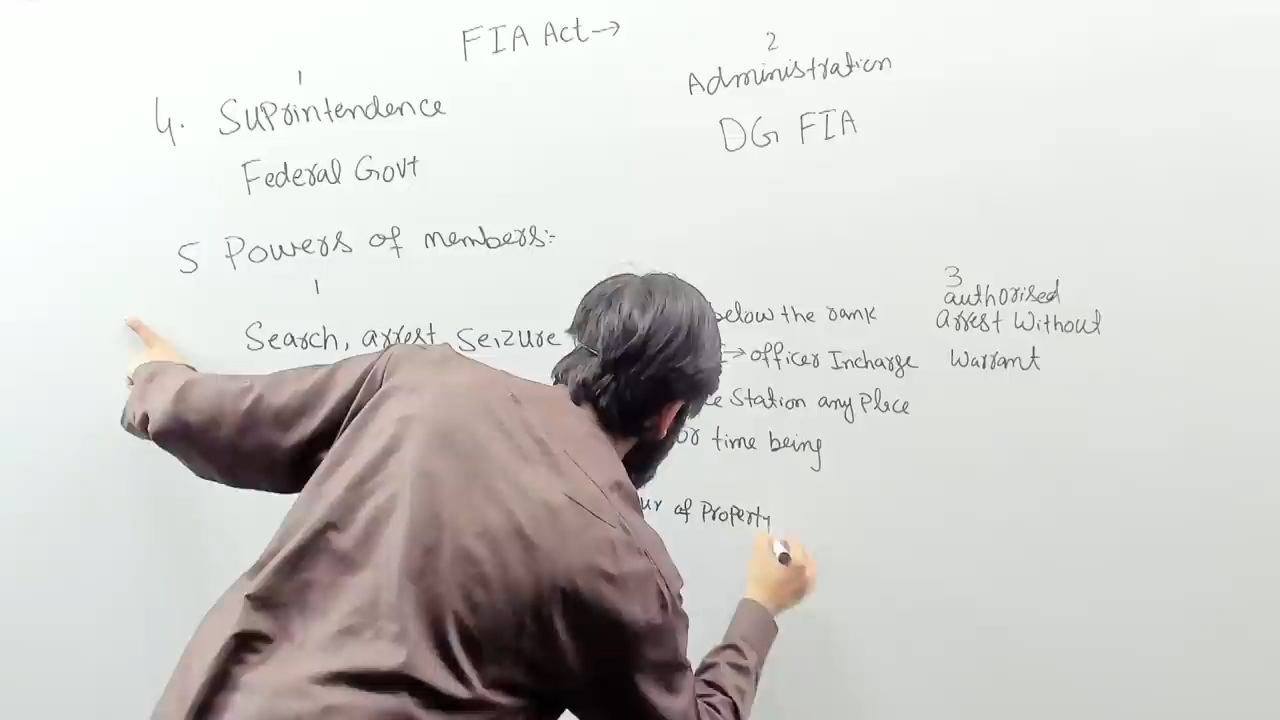 FIA Act→
1
4. Suprintendence
Federal Govt
2
Administration
DG FIA
5 Powers of members:-
1
Search, arrest, Seizure
below the rank
→officer Incharge
Station any Place
or time being
of Property
3
authorised
arrest Without
Warrant